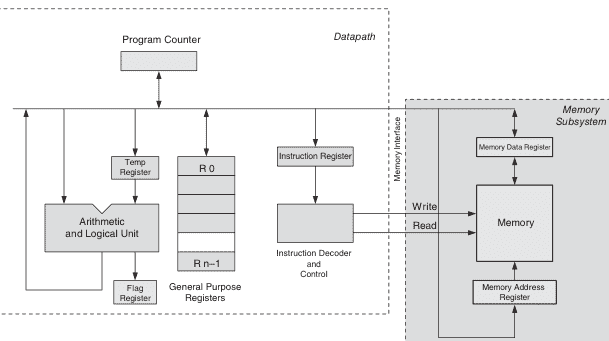 Program Counter
Datapath
Memory
Subsystem
Memory Interface
Memory Data Register
Temp
Register
R 0
Instruction Register
Arithmetic
and Logical Unit
Write
Read
Memory
R n–1
Instruction Decoder
and
Control
Flag
Register
General Purpose
Registers
Memory Address
Register